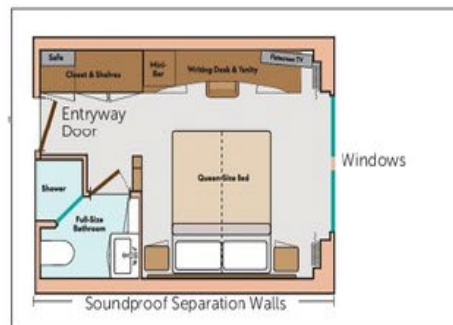 Safe
Closet & Shelves
Mini-
Bar
Writing Desk & Vanity
Flatscreen TV
Entryway
Door
Shower
Queen-Size Bed
Windows
Full-Size
Bathroom
Soundproof Separation Walls